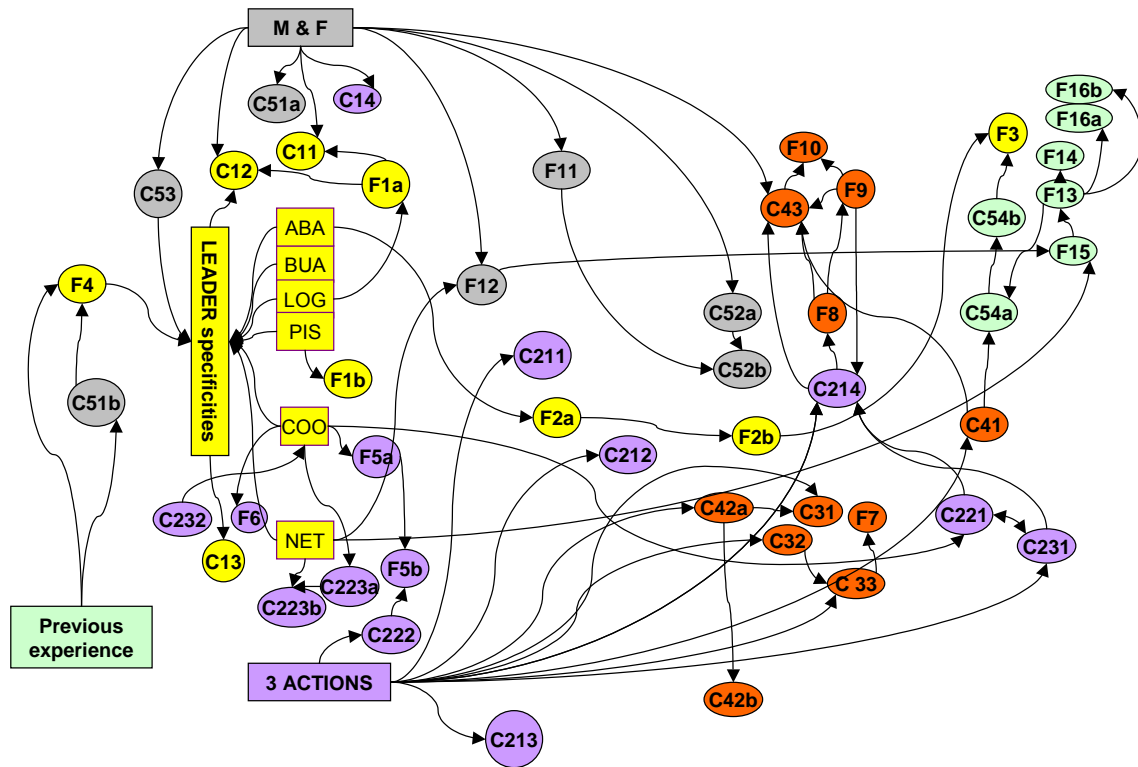 M & F
F16b
C51a
C14
F16a
F3
F10
C11
F14
C12
F11
F1a
F9
C53
F13
C43
C54b
ABA
LEADER specificities
BUA
F15
F4
F12
LOG
C54a
F8
C52a
PIS
C211
C52b
F1b
C214
C51b
F2a
COO
C41
F2b
F5a
C212
C42a
C31
F7
C232
F6
C221
NET
C32
C231
C13
F5b
C223a
C 33
C223b
Previous
experience
C222
3 ACTIONS
C42b
C213